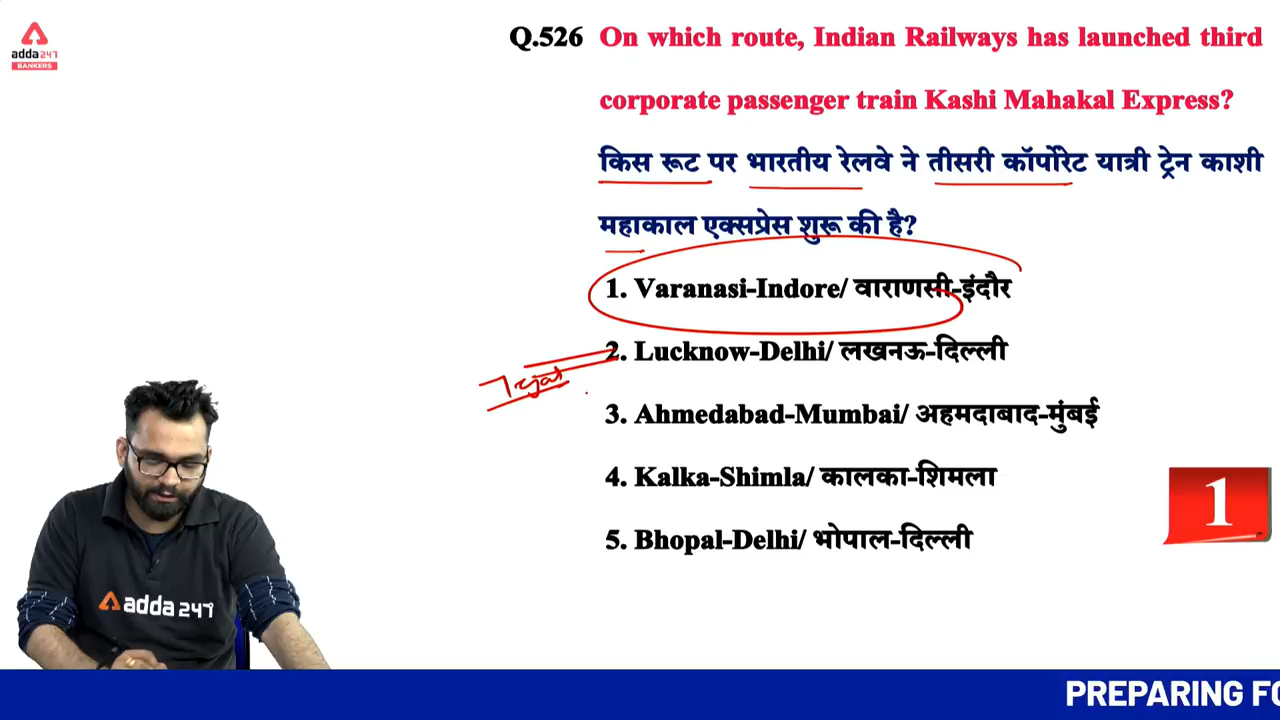 adda247
BANKERS
Q.526 On which route, Indian Railways has launched third
corporate passenger train Kashi Mahakal Express?
किस रूट पर भारतीय रेलवे ने तीसरी कॉर्पोरेट यात्री ट्रेन काशी
महाकाल एक्सप्रेस शुरू की है?
1. Varanasi-Indore/ वाराणसी-इंदौर
2. Lucknow-Delhi/ लखनऊ-दिल्ली
Tejas
3. Ahmedabad-Mumbai/ अहमदाबाद-मुंबई
4. Kalka-Shimla/ कालका-शिमला
5. Bhopal-Delhi/ भोपाल-दिल्ली
1
adda247
PREPARING FO